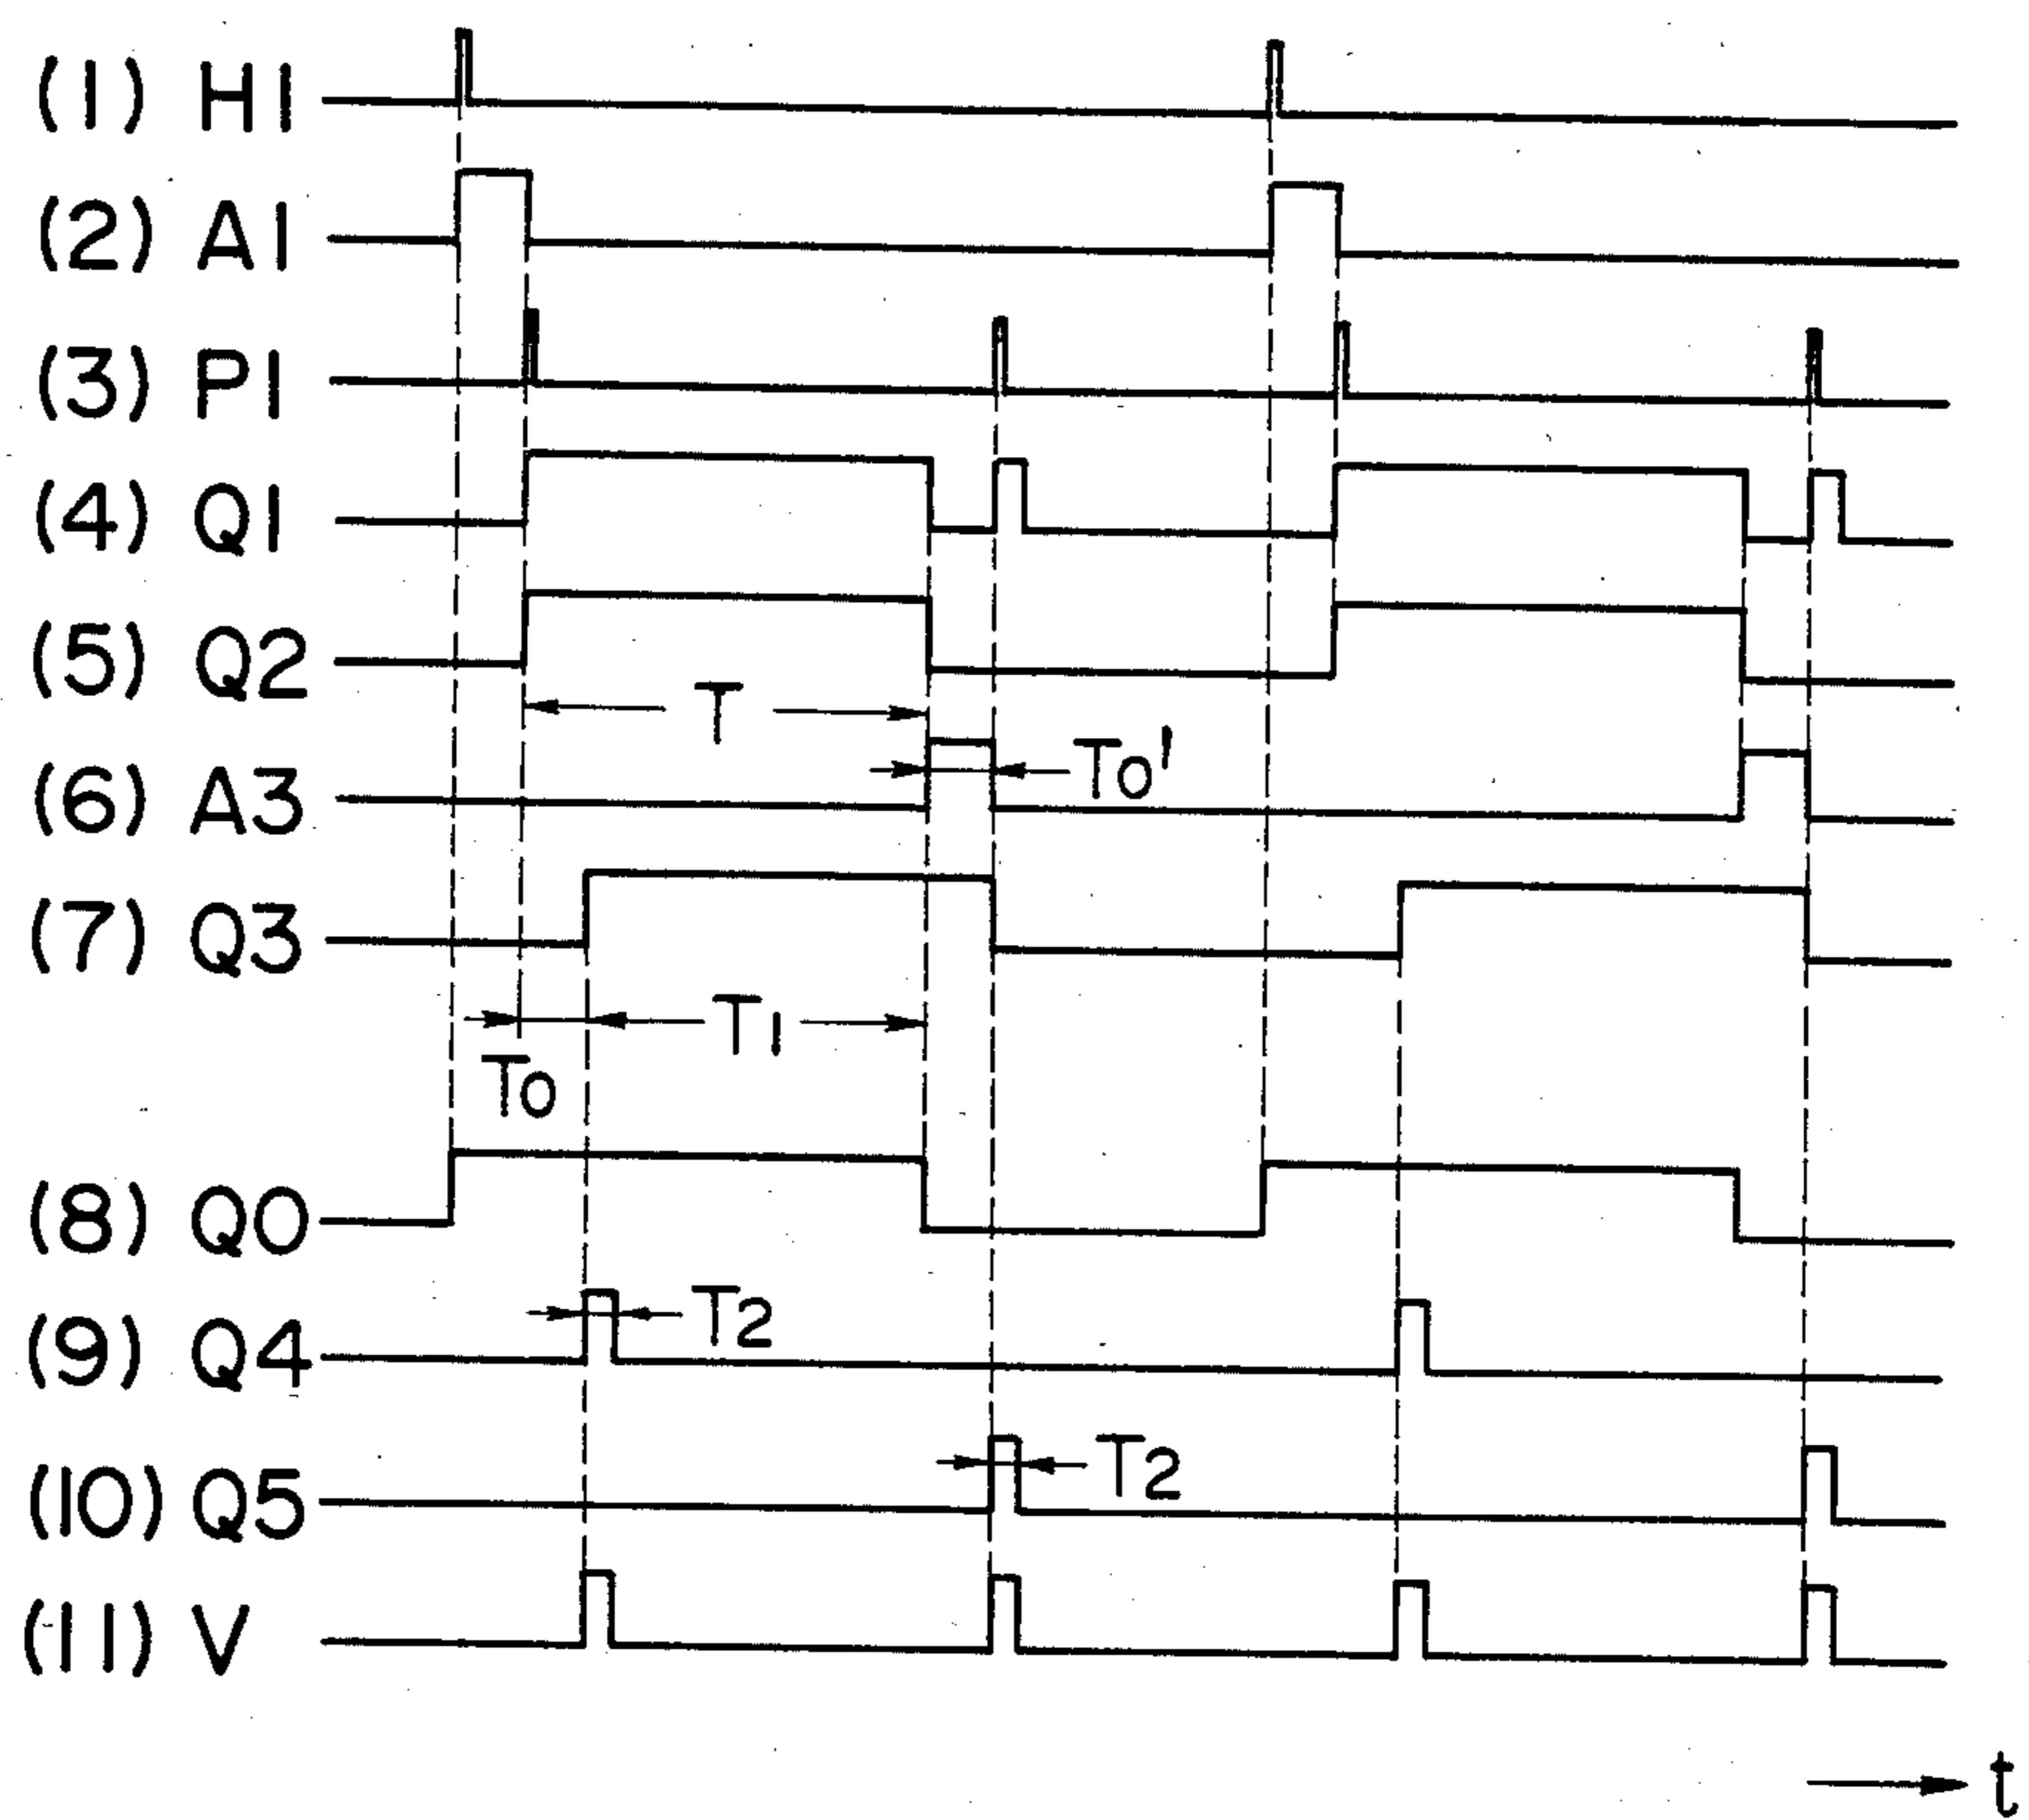 (1) H1
(2) A1
(3) P1
(4) Q1
(5) Q2
T
T0'
(6) A3
(7) Q3
T1
T0
(8) Q0
(9) Q4
T2
(10) Q5
T2
(11) V
t